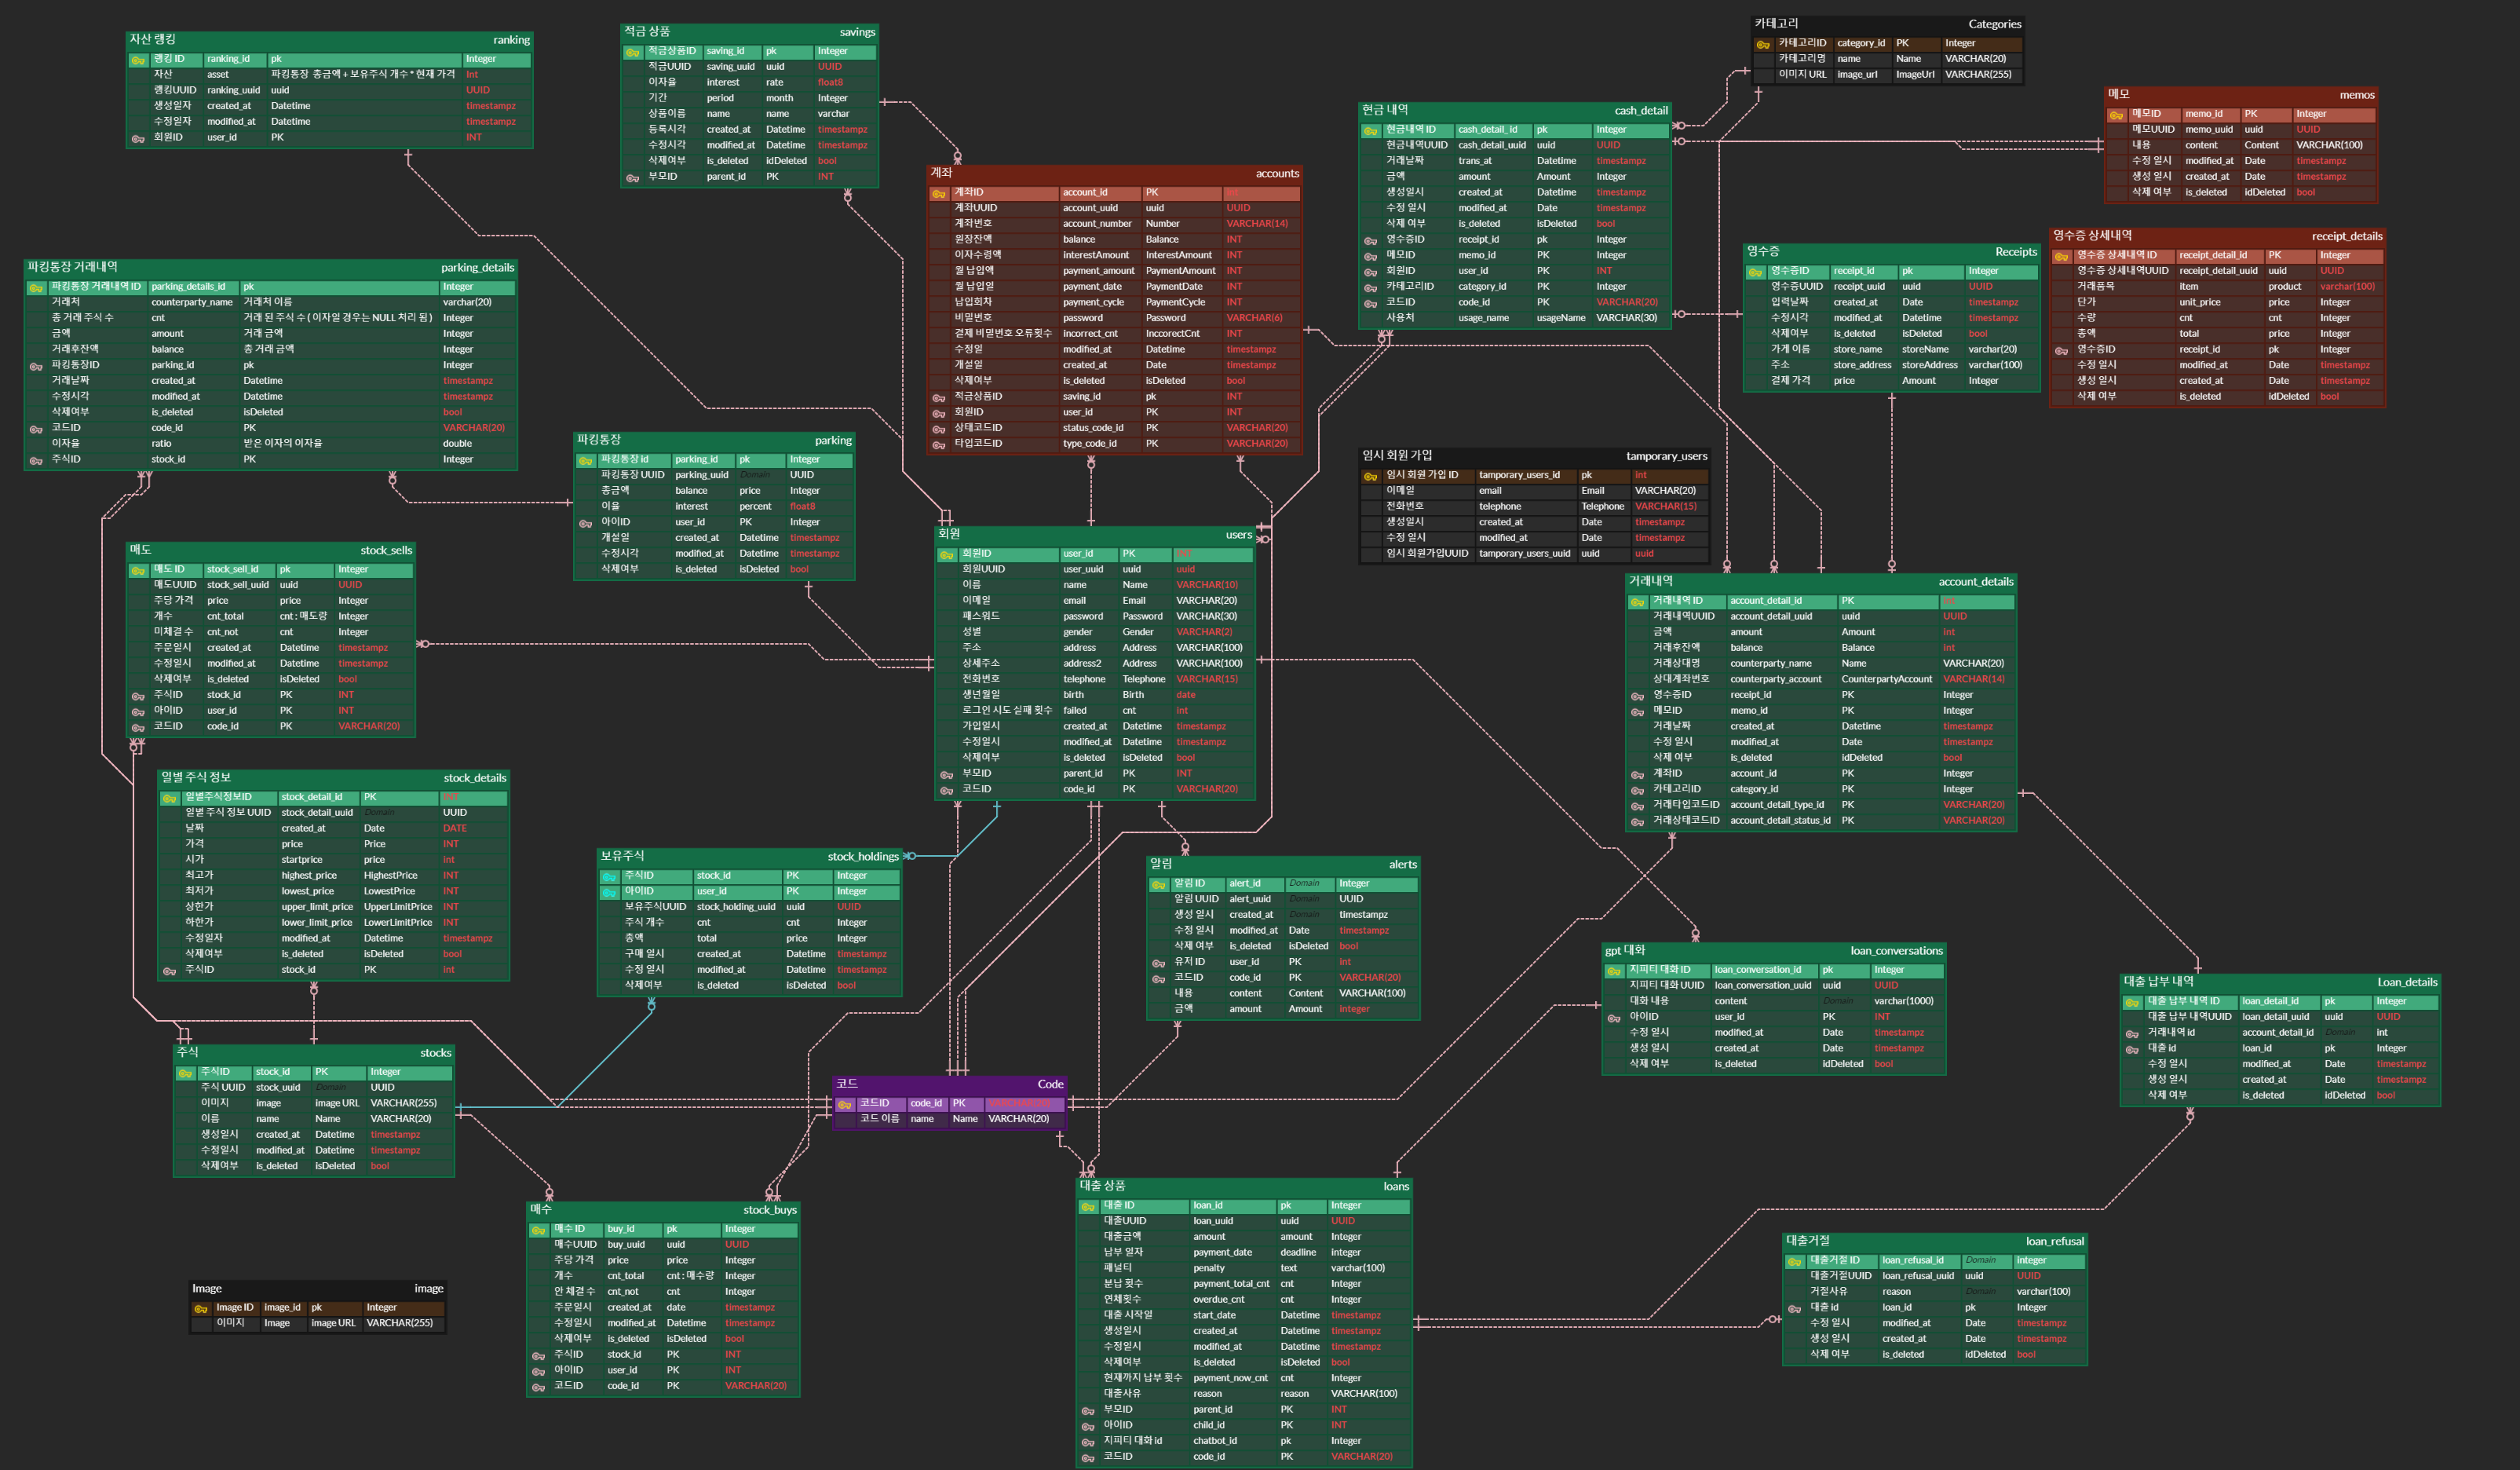 자산 랭킹 ranking
랭킹 ID ranking_id pk Integer
자산 asset 파킹통장 총금액 + 보유주식 개수 * 현재 가격 Int
랭킹UUID ranking_uuid uuid UUID
생성일자 created_at Datetime timestampz
수정일자 modified_at Datetime timestampz
회원ID user_id PK INT
적금 상품 savings
적금상품ID saving_id pk Integer
적금UUID saving_uuid uuid UUID
이자율 interest rate float8
기간 period month Integer
상품이름 name name varchar
등록시각 created_at Datetime timestampz
수정시각 modified_at Datetime timestampz
삭제여부 is_deleted idDeleted bool
부모ID parent_id PK INT
카테고리 Categories
카테고리ID category_id PK Integer
카테고리명 name Name VARCHAR(20)
이미지 URL image_url ImageUrl VARCHAR(255)
메모 memos
메모ID memo_id PK Integer
메모UUID memo_uuid uuid UUID
내용 content Content VARCHAR(100)
수정 일시 modified_at Date timestampz
생성 일시 created_at Date timestampz
삭제 여부 is_deleted idDeleted bool
현금 내역 cash_detail
현금내역 ID cash_detail_id pk Integer
현금내역UUID cash_detail_uuid uuid UUID
거래날짜 trans_at Datetime timestampz
금액 amount Amount Integer
생성일시 created_at Datetime timestampz
수정 일시 modified_at Date timestampz
삭제 여부 is_deleted isDeleted bool
영수증ID receipt_id pk Integer
메모ID memo_id PK Integer
회원ID user_id PK INT
카테고리ID category_id PK Integer
코드ID code_id PK VARCHAR(20)
사용처 usage_name usageName VARCHAR(30)
계좌 accounts
계좌ID account_id PK
계좌UUID account_uuid uuid UUID
계좌번호 account_number Number VARCHAR(14)
원장잔액 balance Balance INT
이자수령액 interestAmount InterestAmount INT
월 납입액 payment_amount PaymentAmount INT
월 납입일 payment_date PaymentDate INT
납입회차 payment_cycle PaymentCycle INT
비밀번호 password Password VARCHAR(6)
결제 비밀번호 오류횟수 incorrect_cnt InccorectCnt INT
수정일 modified_at Datetime timestampz
개설일 created_at Date timestampz
삭제여부 is_deleted isDeleted bool
적금상품ID saving_id pk INT
회원ID user_id PK INT
상태코드ID status_code_id PK VARCHAR(20)
타입코드ID type_code_id PK VARCHAR(20)
영수증 Receipts
영수증ID receipt_id pk Integer
영수증UUID receipt_uuid uuid UUID
입력날짜 created_at Date timestampz
수정시각 modified_at Datetime timestampz
삭제여부 is_deleted isDeleted bool
가게 이름 store_name storeName varchar(20)
주소 store_address storeAddress varchar(100)
결제 가격 price Amount Integer
영수증 상세내역 receipt_details
영수증 상세내역ID receipt_detail_id PK Integer
영수증 상세내역UUID receipt_detail_uuid uuid UUID
거래품목 item product varchar(100)
단가 unit_price price Integer
수량 cnt cnt Integer
총액 total price Integer
영수증ID receipt_id pk Integer
수정 일시 modified_at Date timestampz
생성 일시 created_at Date timestampz
삭제 여부 is_deleted idDeleted bool
파킹통장 거래내역 parking_details
파킹통장 거래내역 ID parking_details_id pk Integer
거래처 counterparty_name 거래처 이름 varchar(20)
총 거래 주식 수 cnt 거래 된 주식 수 ( 이자일 경우는 NULL 처리 됨 ) Integer
금액 amount 거래 금액 Integer
거래후잔액 balance 총 거래 금액 Integer
파킹통장ID parking_id pk Integer
거래날짜 created_at Datetime timestampz
수정시각 modified_at Datetime timestampz
삭제여부 is_deleted isDeleted bool
코드ID code_id PK VARCHAR(20)
이자율 ratio 받은 이자의 이자율 double
주식ID stock_id PK Integer
파킹통장 parking
파킹통장 id parking_id pk Integer
파킹통장 UUID parking_uuid Domain UUID
총금액 balance price Integer
이율 interest percent float8
아이ID user_id PK Integer
개설일 created_at Datetime timestampz
수정시각 modified_at Datetime timestampz
삭제여부 is_deleted isDeleted bool
임시 회원 가입 tamporary_users
임시 회원 가입 ID tamporary_users_id pk Int
이메일 email Email VARCHAR(20)
전화번호 telephone Telephone VARCHAR(15)
생성일시 created_at Date timestampz
수정 일시 modified_at Date timestampz
임시 회원가입UUID tamporary_users_uuid uuid uuid
매도 stock_sells
매도 ID stock_sell_id pk Integer
매도UUID stock_sell_uuid uuid UUID
주당 가격 price price Integer
개수 cnt_total cnt : 매도량 Integer
미체결 수 cnt_not cnt Integer
주문일시 created_at Datetime timestampz
수정일시 modified_at Datetime timestampz
삭제여부 is_deleted isDeleted bool
주식ID stock_id PK INT
아이ID user_id PK INT
코드ID code_id PK VARCHAR(20)
회원 users
회원ID user_id PK INT
회원UUID user_uuid uuid uuid
이름 name Name VARCHAR(10)
이메일 email Email VARCHAR(20)
패스워드 password Password VARCHAR(30)
성별 gender Gender VARCHAR(2)
주소 address Address VARCHAR(100)
상세주소 address2 Address VARCHAR(100)
전화번호 telephone Telephone VARCHAR(15)
생년월일 birth Birth date
로그인 시도 실패 횟수 failed cnt int
가입일시 created_at Datetime timestampz
수정일시 modified_at Datetime timestampz
삭제여부 is_deleted isDeleted bool
부모ID parent_id PK INT
코드ID code_id PK VARCHAR(20)
거래내역 account_details
거래내역 ID account_detail_id PK
거래내역UUID account_detail_uuid uuid UUID
금액 amount Amount int
거래후잔액 balance Balance int
거래상대명 counterparty_name Name VARCHAR(20)
상대계좌번호 counterparty_account CounterpartyAccount VARCHAR(14)
영수증ID receipt_id PK Integer
메모ID memo_id PK Integer
거래날짜 created_at Datetime timestampz
수정 일시 modified_at Date timestampz
삭제 여부 is_deleted idDeleted bool
계좌ID account_id PK Integer
카테고리ID category_id PK Integer
거래타입코드ID account_detail_type_id PK VARCHAR(20)
거래상태코드ID account_detail_status_id PK VARCHAR(20)
일별 주식 정보 stock_details
일별주식정보ID stock_detail_id PK
일별 주식 정보 UUID stock_detail_uuid Domain UUID
날짜 created_at Date DATE
가격 price Price INT
시가 startprice price int
최고가 highest_price HighestPrice INT
최저가 lowest_price LowestPrice INT
상한가 upper_limit_price UpperLimitPrice INT
하한가 lower_limit_price LowerLimitPrice INT
수정일자 modified_at Datetime timestampz
삭제여부 is_deleted isDeleted bool
주식ID stock_id PK int
보유주식 stock_holdings
주식ID stock_id PK Integer
아이ID user_id PK Integer
보유주식UUID stock_holding_uuid uuid UUID
주식 개수 cnt cnt Integer
총액 total price Integer
구매 일시 created_at Datetime timestampz
수정 일시 modified_at Datetime timestampz
삭제여부 is_deleted isDeleted bool
알림 alerts
알림 ID alert_id Domain Integer
알림 UUID alert_uuid Domain UUID
생성 일시 created_at Domain timestampz
수정 일시 modified_at Date timestampz
삭제 여부 is_deleted isDeleted bool
유저 ID user_id PK Int
코드ID code_id PK VARCHAR(20)
내용 content Content VARCHAR(100)
금액 amount Amount Integer
gpt 대화 loan_conversations
지피티 대화 ID loan_conversation_id pk Integer
지피티 대화 UUID loan_conversation_uuid uuid UUID
대화 내용 content Domain varchar(1000)
아이ID user_id PK INT
수정 일시 modified_at Date timestampz
생성 일시 created_at Date timestampz
삭제 여부 is_deleted idDeleted bool
대출 납부 내역 Loan_details
대출 납부 내역 ID loan_detail_id pk Integer
대출 납부 내역UUID loan_detail_uuid uuid UUID
거래내역 id account_detail_id Domain int
대출 id loan_id pk Integer
수정 일시 modified_at Date timestampz
생성 일시 created_at Date timestampz
삭제 여부 is_deleted idDeleted bool
주식 stocks
주식ID stock_id PK Integer
주식 UUID stock_uuid Domain UUID
이미지 image image URL VARCHAR(255)
이름 name Name VARCHAR(20)
생성일시 created_at Datetime timestampz
수정일시 modified_at Datetime timestampz
삭제여부 is_deleted isDeleted bool
코드 Code
코드ID code_id PK
코드 이름 name Name VARCHAR(20)
매수 stock_buys
매수 ID buy_id pk Integer
매수UUID buy_uuid uuid UUID
주당 가격 price price Integer
개수 cnt_total cnt : 매수량 Integer
안 체결 수 cnt_not cnt Integer
주문일시 created_at date timestampz
수정일시 modified_at Datetime timestampz
삭제여부 is_deleted isDeleted bool
주식ID stock_id PK INT
아이ID user_id PK INT
코드ID code_id PK VARCHAR(20)
대출 상품 loans
대출 ID loan_id pk Integer
대출UUID loan_uuid uuid UUID
대출금액 amount amount Integer
납부 일자 payment_date deadline integer
패널티 penalty text varchar(100)
분납 횟수 payment_total_cnt cnt Integer
연체횟수 overdue_cnt cnt Integer
대출 시작일 start_date Datetime timestampz
생성일시 created_at Datetime timestampz
수정일시 modified_at Datetime timestampz
삭제여부 is_deleted isDeleted bool
현재까지 납부 횟수 payment_now_cnt cnt Integer
대출사유 reason reason VARCHAR(100)
부모ID parent_id PK INT
아이ID child_id PK INT
지피티 대화 id chatbot_id pk Integer
코드ID code_id PK VARCHAR(20)
대출거절 loan_refusal
대출거절 ID loan_refusal_id Domain integer
대출거절UUID loan_refusal_uuid uuid UUID
거절사유 reason Domain varchar(100)
대출 id loan_id pk Integer
수정 일시 modified_at Date timestampz
생성 일시 created_at Date timestampz
삭제 여부 is_deleted idDeleted bool
Image image
Image ID image_id pk Integer
이미지 Image image URL VARCHAR(255)